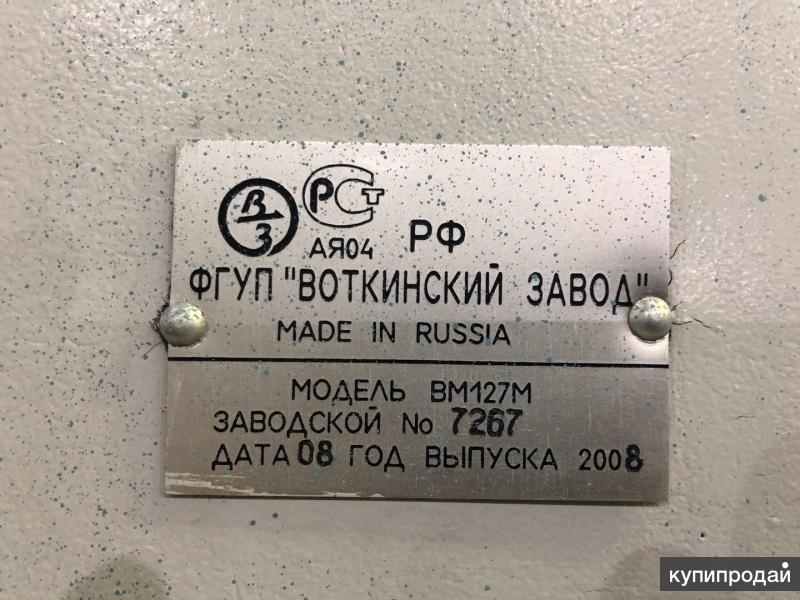 В
З
РСТ
АЯ04 РФ
ФГУП "ВОТКИНСКИЙ ЗАВОД"
MADE IN RUSSIA
МОДЕЛЬ ВМ127М
ЗАВОДСКОЙ No 7267
ДАТА 08 ГОД ВЫПУСКА 2008
купипродай